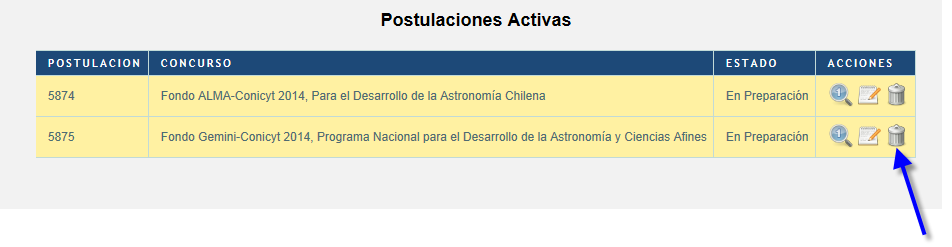 Postulaciones Activas
POSTULACION CONCURSO ESTADO ACCIONES
5874 Fondo ALMA-Conicyt 2014, Para el Desarrollo de la Astronomía Chilena En Preparación
5875 Fondo Gemini-Conicyt 2014, Programa Nacional para el Desarrollo de la Astronomía y Ciencias Afines En Preparación